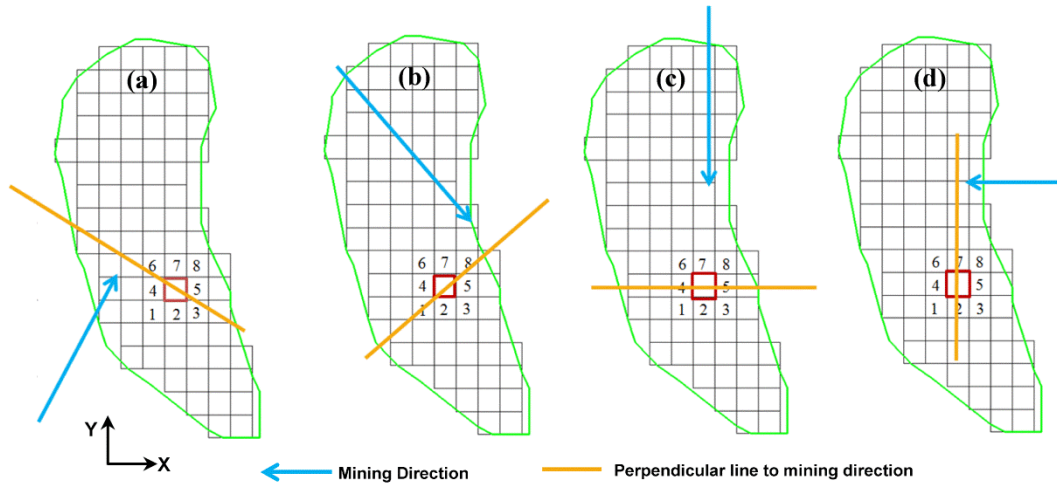 (a) (b) (c) (d)
6 7 8 6 7 8 6 7 8 6 7 8
4 5 4 5 4 5 4 5
1 2 3 1 2 3 1 2 3 1 2 3
Y
X
Mining Direction
Perpendicular line to mining direction